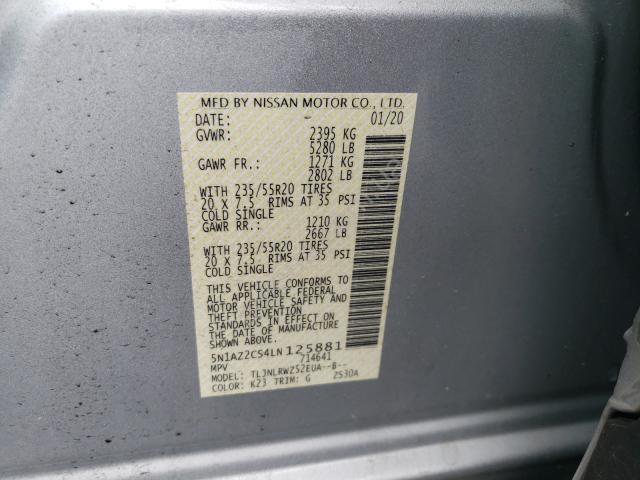 MFD BY NISSAN MOTOR CO., LTD.
DATE: 01/20
GVWR: 2395 KG
5280 LB
GAWR FR.: 1271 KG
2802 LB
WITH 235/55R20 TIRES
20 X 7.5 RIMS AT 35 PSI
COLD SINGLE
GAWR RR.: 1210 KG
2667 LB
WITH 235/55R20 TIRES
20 X 7.5 RIMS AT 35 PSI
COLD SINGLE
THIS VEHICLE CONFORMS TO
ALL APPLICABLE FEDERAL
MOTOR VEHICLE SAFETY AND
THEFT PREVENTION
STANDARDS IN EFFECT ON
THE DATE OF MANUFACTURE
SHOWN ABOVE.
5N1AZ2CS4LN125881
MPV 714641
MODEL: TLJNLRWZ52EUA--B--
COLOR: K23 TRIM: G Z530A